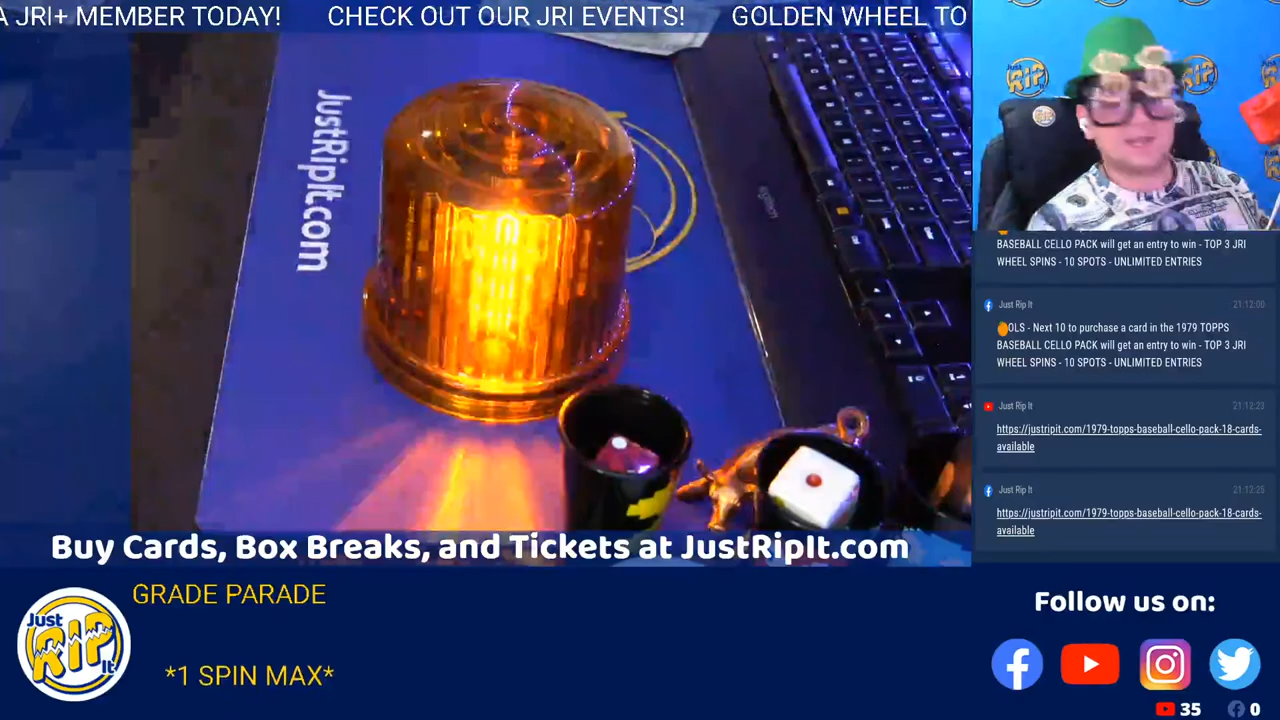 A JRI+ MEMBER TODAY! CHECK OUT OUR JRI EVENTS! GOLDEN WHEEL TO
JustRipIt.com
Just RIP It
BASEBALL CELLO PACK will get an entry to win - TOP 3 JRI
WHEEL SPINS - 10 SPOTS - UNLIMITED ENTRIES
Just Rip It 21:12:00
OLS - Next 10 to purchase a card in the 1979 TOPPS
BASEBALL CELLO PACK will get an entry to win - TOP 3 JRI
WHEEL SPINS - 10 SPOTS - UNLIMITED ENTRIES
Just Rip It 21:12:23
https://justripit.com/1979-topps-baseball-cello-pack-18-cards-
available
Just Rip It 21:12:25
https://justripit.com/1979-topps-baseball-cello-pack-18-cards-
available
Buy Cards, Box Breaks, and Tickets at JustRipIt.com
GRADE PARADE
*1 SPIN MAX*
Just RIP It
Follow us on:
35 0